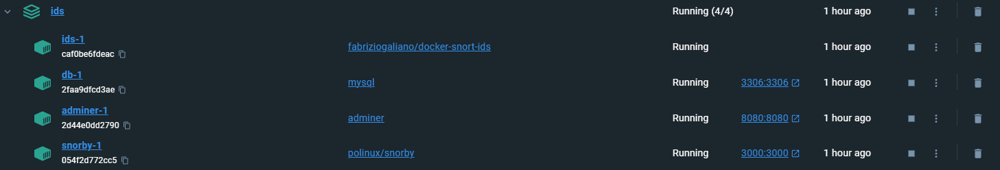 ids Running (4/4) 1 hour ago
ids-1
caf0be6fdeac fabriziogaliano/docker-snort-ids Running 1 hour ago
db-1
2faa9dfcd3ae mysql Running 3306:3306 1 hour ago
adminer-1
2d44e0dd2790 adminer Running 8080:8080 1 hour ago
snorby-1
054f2d772cc5 polinux/snorby Running 3000:3000 1 hour ago